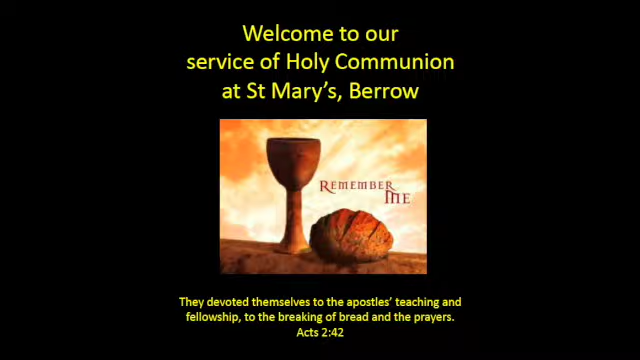 Welcome to our
service of Holy Communion
at St Mary’s, Berrow
REMEMBER
ME
They devoted themselves to the apostles’ teaching and
fellowship, to the breaking of bread and the prayers.
Acts 2:42